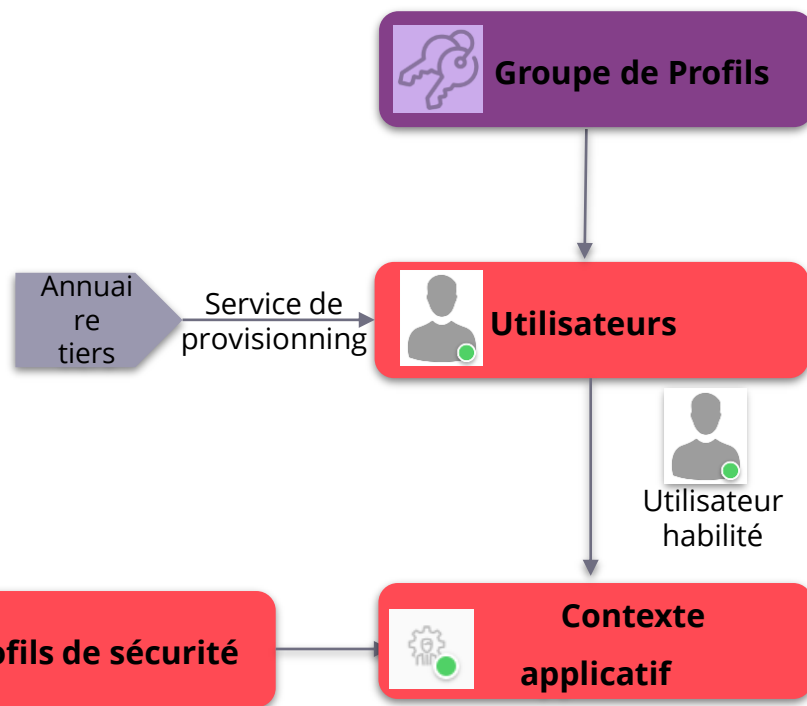 Groupe de Profils
Annuai
re
tiers
Service de
provisionning
Utilisateurs
Utilisateur
habilité
ofils de sécurité
Contexte
applicatif